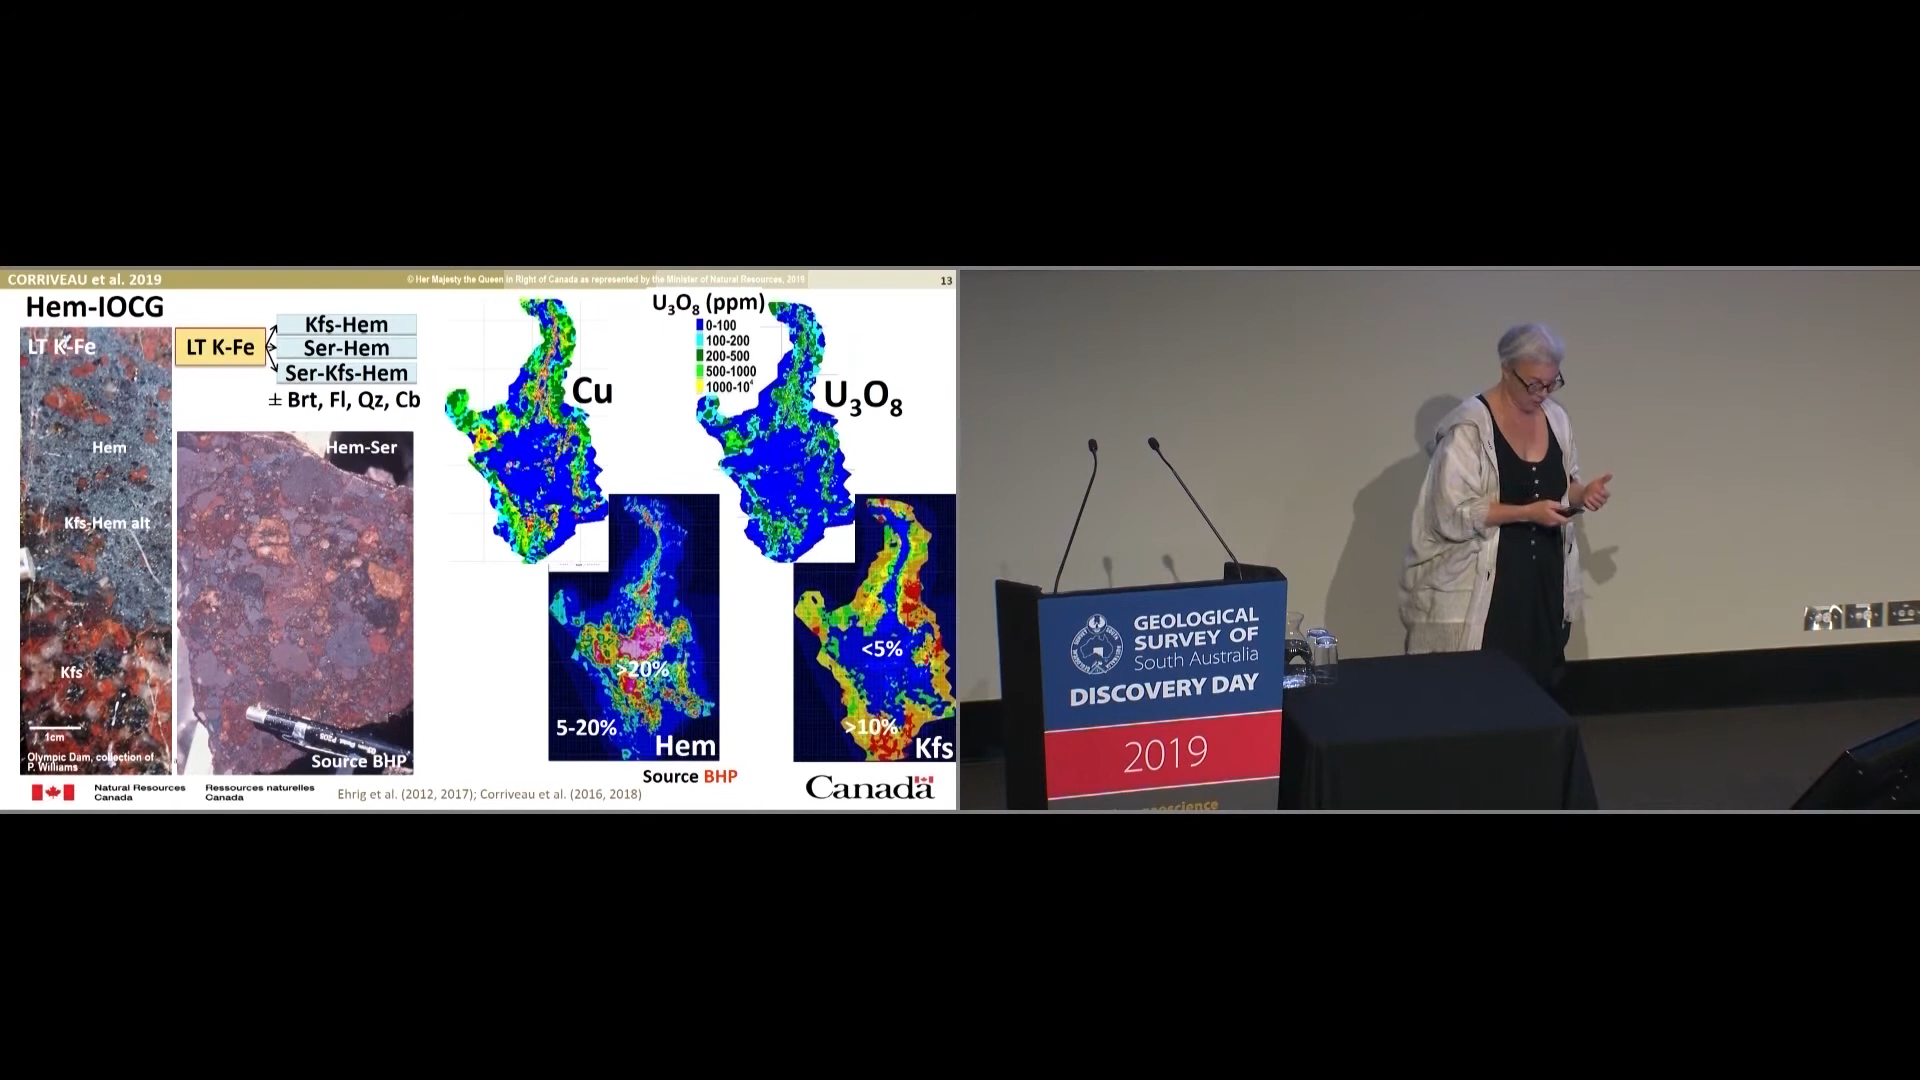 CORRIVEAU et al. 2019
© Her Majesty the Queen in Right of Canada as represented by the Minister of Natural Resources, 2019
13
Hem-IOCG
LT K-Fe
Hem
Kfs-Hem alt
Kfs
1cm
Olympic Dam, collection of
P. Williams
LT K-Fe
Kfs-Hem
Ser-Hem
Ser-Kfs-Hem
± Brt, Fl, Qz, Cb
Hem-Ser
Source BHP
Cu
U₃O₈ (ppm)
0-100
100-200
200-500
500-1000
1000-10⁴
U₃O₈
>20%
5-20%
Hem
<5%
>10%
Kfs
Source BHP
Natural Resources
Canada
Ressources naturelles
Canada
Ehrig et al. (2012, 2017); Corriveau et al. (2016, 2018)
Canada
GEOLOGICAL
SURVEY OF
South Australia
DISCOVERY DAY
2019